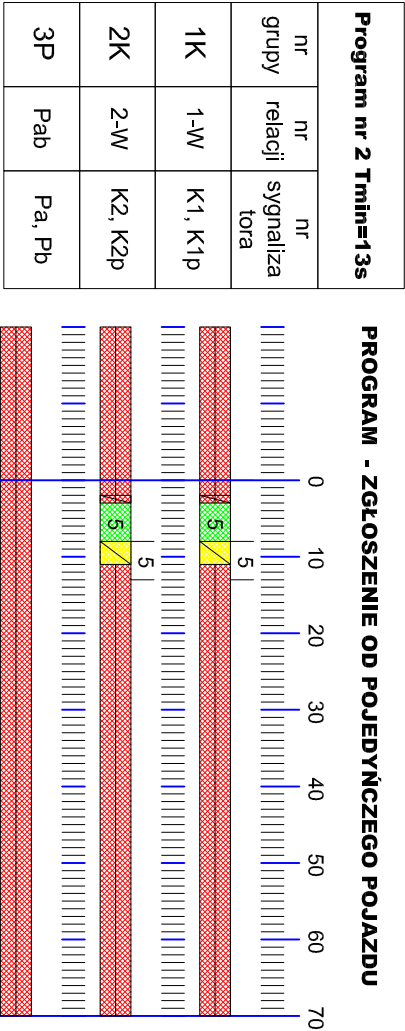 PROGRAM - ZGŁOSZENIE OD POJEDYŃCZEGO POJAZDU
Program nr 2 Tmin=13s
0 10 20 30 40 50 60 70
nr grupy
nr relacji
nr sygnaliza tora
1K 1-W K1, K1p
5 5
2K 2-W K2, K2p
5 5
3P Pab Pa, Pb